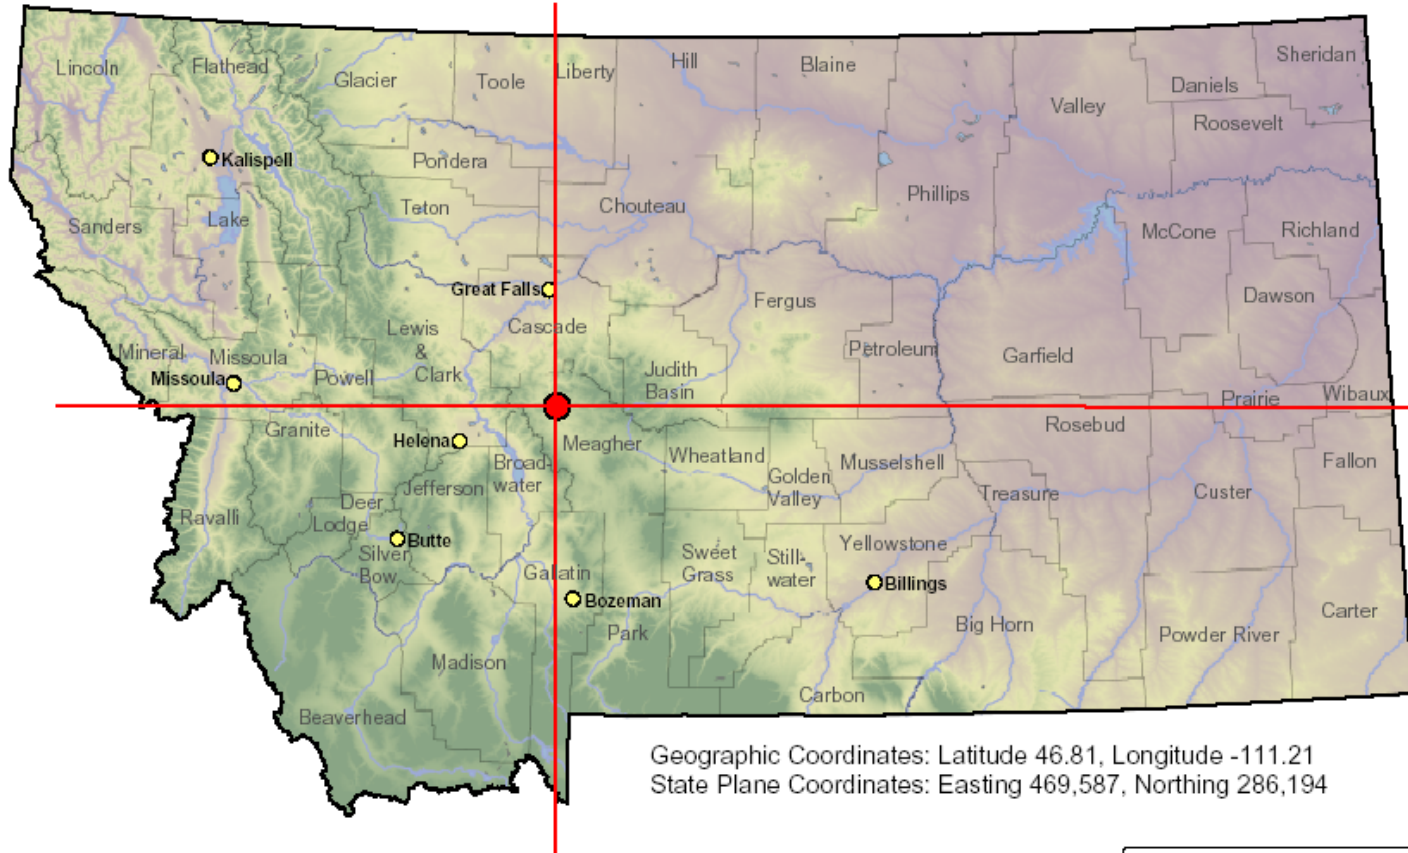 Sheridan
Lincoln
Flathead
Glacier
Toole
Liberty
Hill
Blaine
Daniels
Valley
Roosevelt
Kalispell
Pondera
Phillips
Teton
Chouteau
Lake
Sanders
McCone
Richland
Great Falls
Fergus
Dawson
Cascade
Lewis
&
Clark
Mineral
Missoula
Petroleum
Garfield
Judith
Basin
Missoula
Powell
Prairie
Wibaux
Granite
Helena
Meagher
Rosebud
Wheatland
Broad-
water
Musselshell
Fallon
Jefferson
Golden
Valley
Treasure
Custer
Deer
Lodge
Ravalli
Butte
Silver
Bow
Sweet
Grass
Still-
water
Yellowstone
Gallatin
Billings
Bozeman
Park
Big Horn
Powder River
Carter
Madison
Carbon
Beaverhead
Geographic Coordinates: Latitude 46.81, Longitude -111.21
State Plane Coordinates: Easting 469,587, Northing 286,194